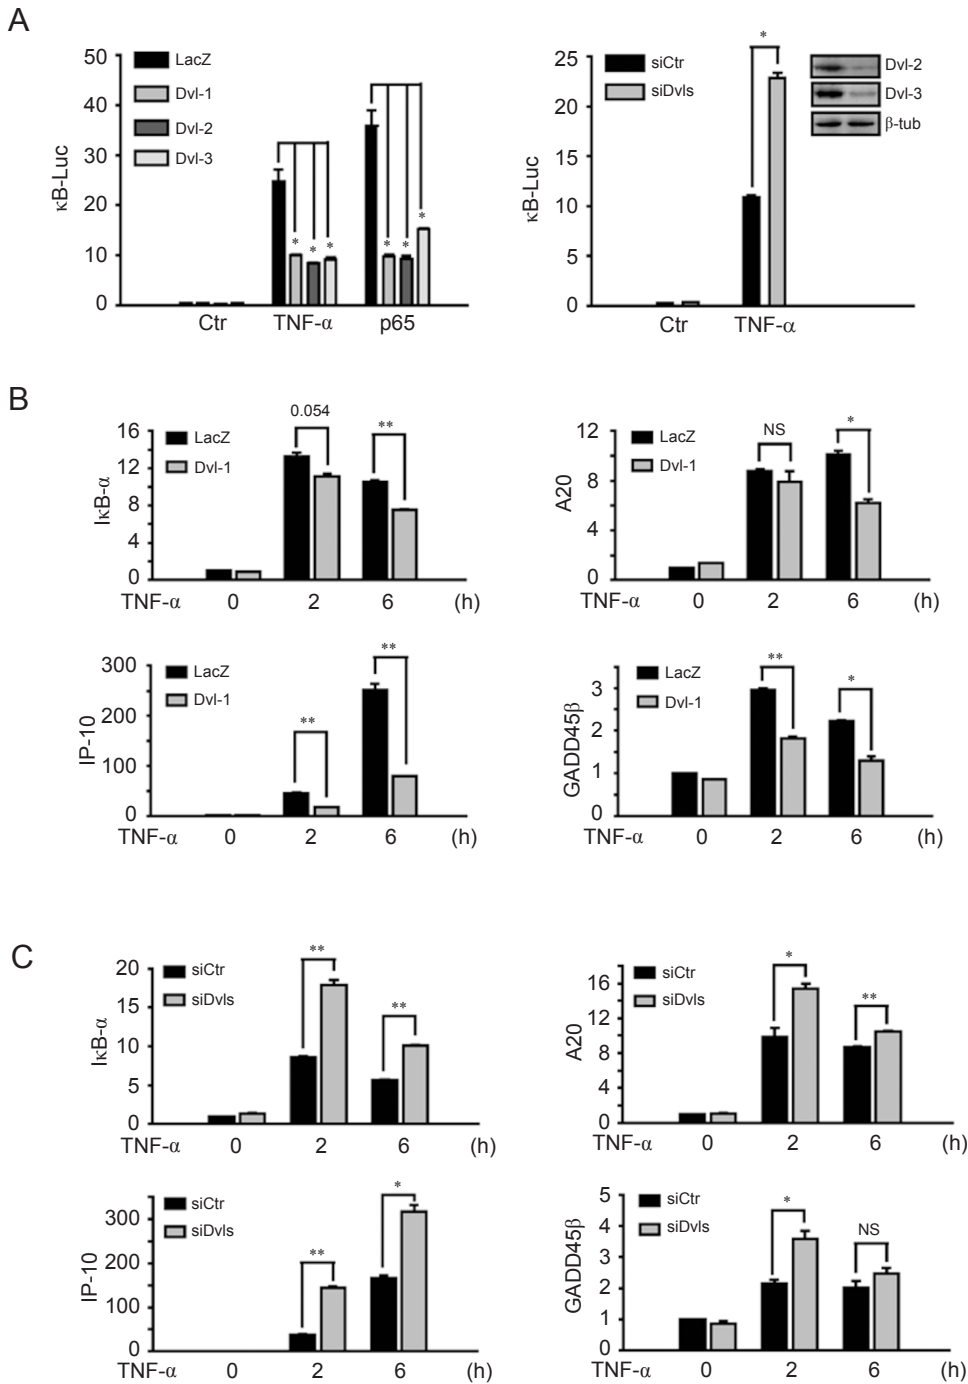 A
κB-Luc
50
40
30
20
10
0
LacZ
Dvl-1
Dvl-2
Dvl-3
* * *
* * *
Ctr TNF-α p65
κB-Luc
25
20
15
10
5
0
siCtr
siDvls
*
Dvl-2
Dvl-3
β-tub
Ctr TNF-α
B
IκB-α
16
12
8
4
0
LacZ
Dvl-1
0.054
**
TNF-α 0 2 6 (h)
A20
12
8
4
0
LacZ
Dvl-1
NS
*
TNF-α 0 2 6 (h)
IP-10
300
200
100
0
LacZ
Dvl-1
**
**
TNF-α 0 2 6 (h)
GADD45β
3
2
1
0
LacZ
Dvl-1
**
*
TNF-α 0 2 6 (h)
C
IκB-α
20
15
10
5
0
siCtr
siDvls
**
**
TNF-α 0 2 6 (h)
A20
16
12
8
4
0
siCtr
siDvls
*
**
TNF-α 0 2 6 (h)
IP-10
300
200
100
0
siCtr
siDvls
**
*
TNF-α 0 2 6 (h)
GADD45β
5
4
3
2
1
0
siCtr
siDvls
*
NS
TNF-α 0 2 6 (h)